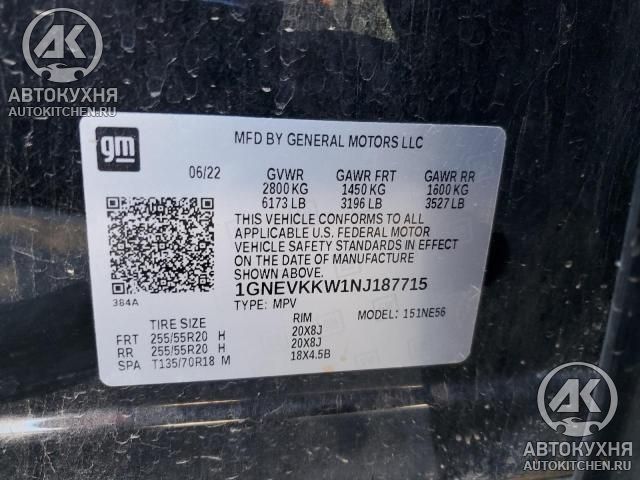 AK
АВТОКУХНЯ
AUTOKITCHEN.RU
gm
MFD BY GENERAL MOTORS LLC
06/22 GVWR GAWR FRT GAWR RR
2800 KG 1450 KG 1600 KG
6173 LB 3196 LB 3527 LB
THIS VEHICLE CONFORMS TO ALL
APPLICABLE U.S. FEDERAL MOTOR
VEHICLE SAFETY STANDARDS IN EFFECT
ON THE DATE OF MANUFACTURE
SHOWN ABOVE.
384A 1GNEVKKW1NJ187715
TYPE: MPV MODEL: 151NE56
TIRE SIZE RIM
FRT 255/55R20 H 20X8J
RR 255/55R20 H 20X8J
SPA T135/70R18 M 18X4.5B
AK
АВТОКУХНЯ
AUTOKITCHEN.RU